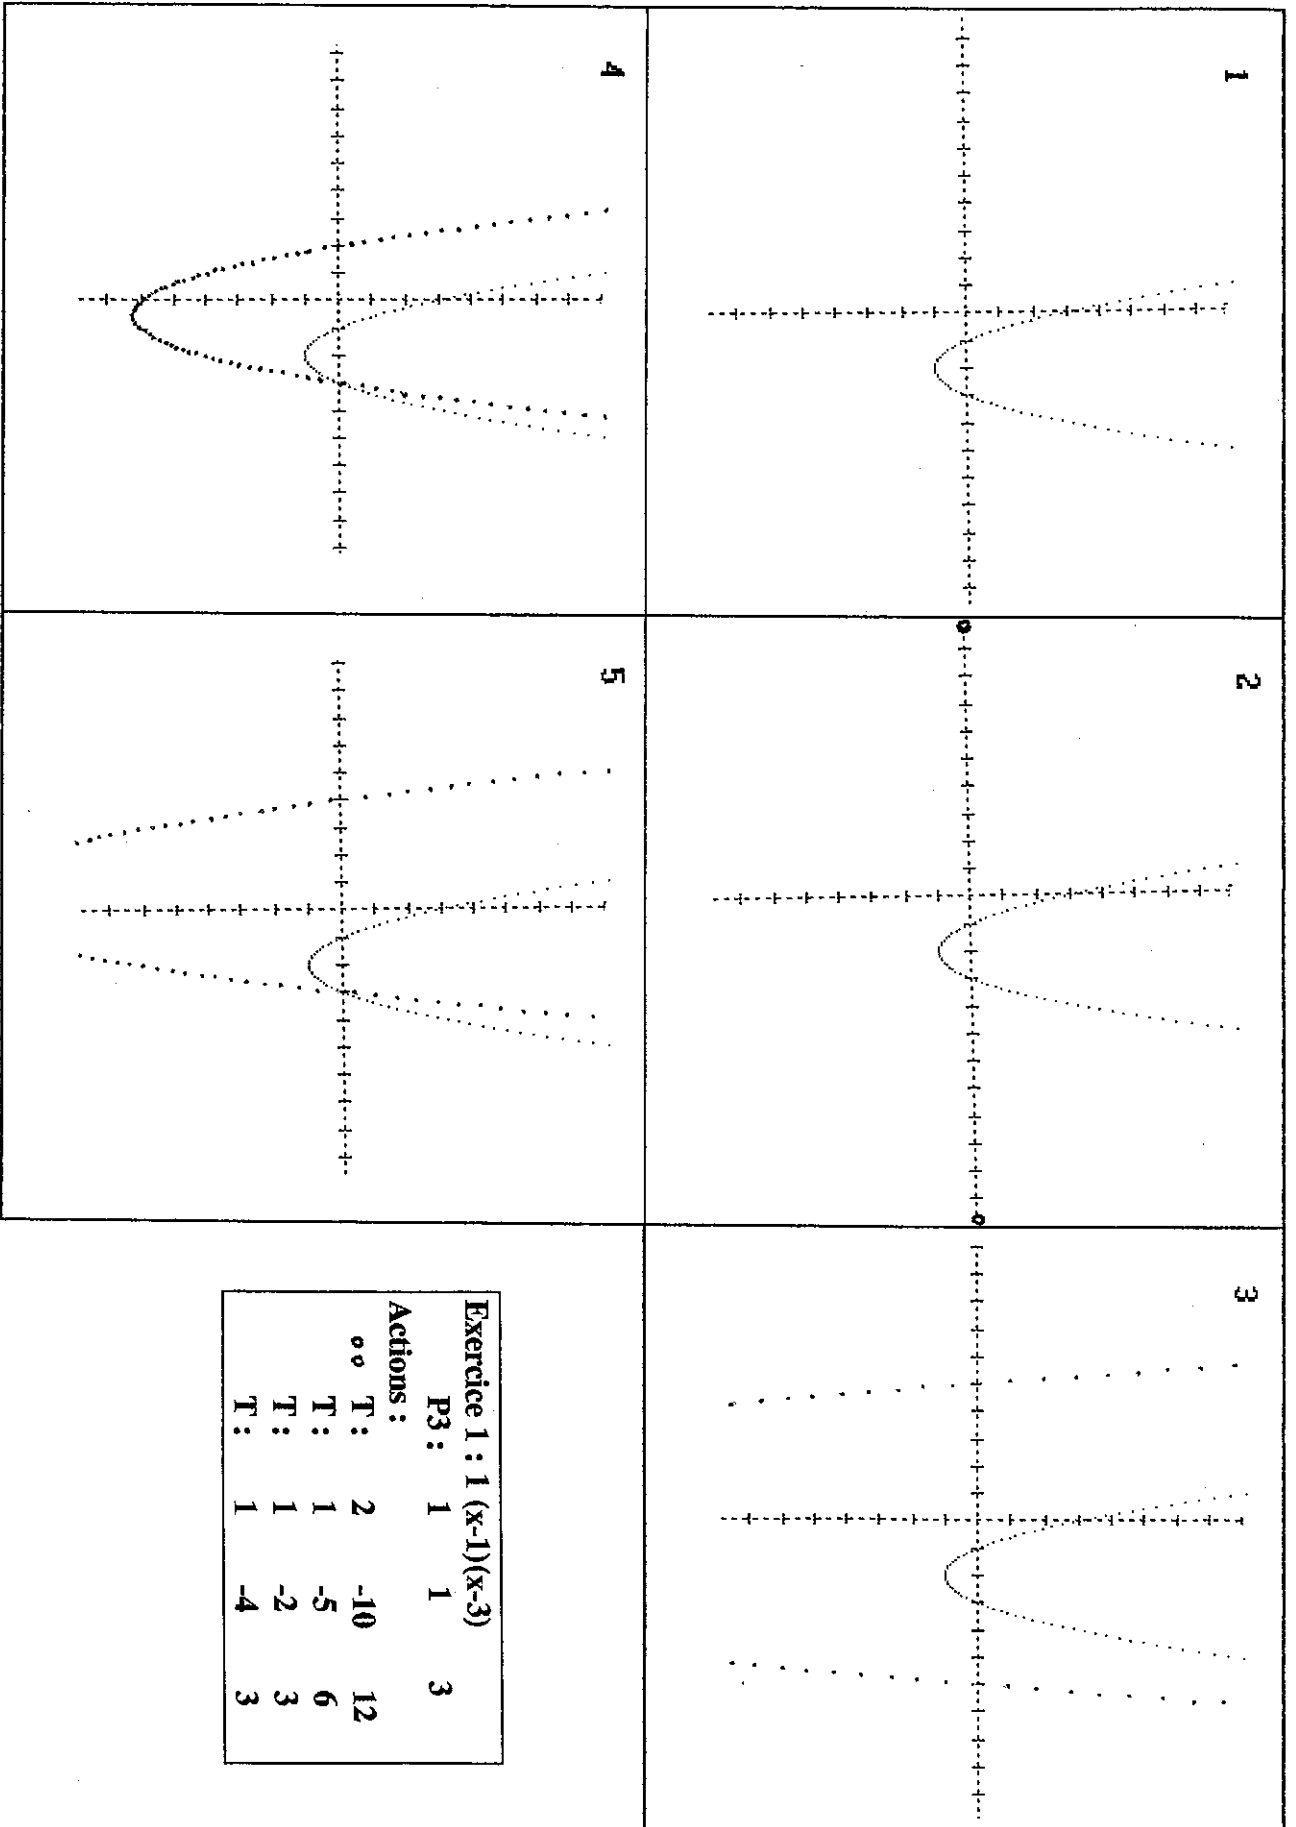 1
2
3
4
5
Exercice 1 : 1 (x-1)(x-3)
P3 : 1 1 3
Actions :
oo T : 2 -10 12
T : 1 -5 6
T : 1 -2 3
T : 1 -4 3